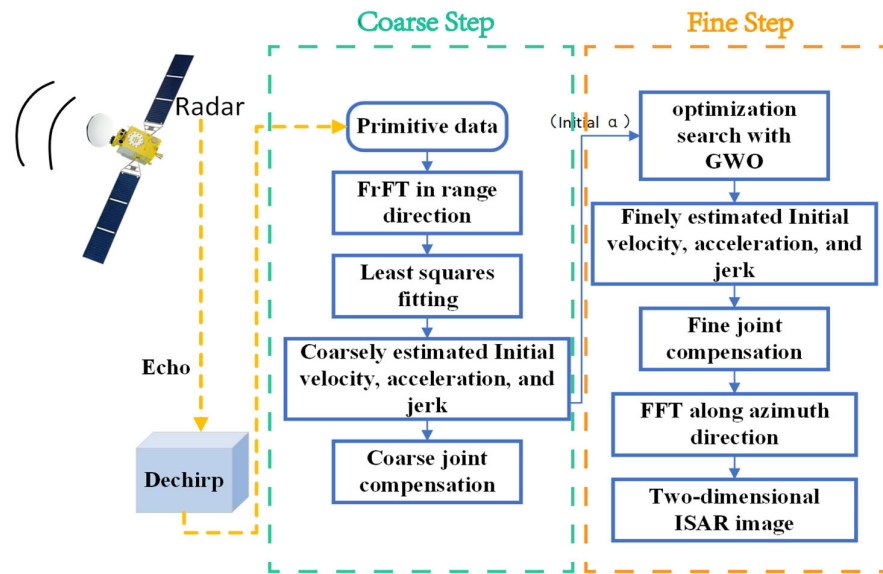 Coarse Step
Fine Step
Radar
Echo
Dechirp
Primitive data
FrFT in range
direction
Least squares
fitting
Coarsely estimated Initial
velocity, acceleration, and
jerk
Coarse joint
compensation
(Initial α)
optimization
search with
GWO
Finely estimated Initial
velocity, acceleration, and
jerk
Fine joint
compensation
FFT along azimuth
direction
Two-dimensional
ISAR image